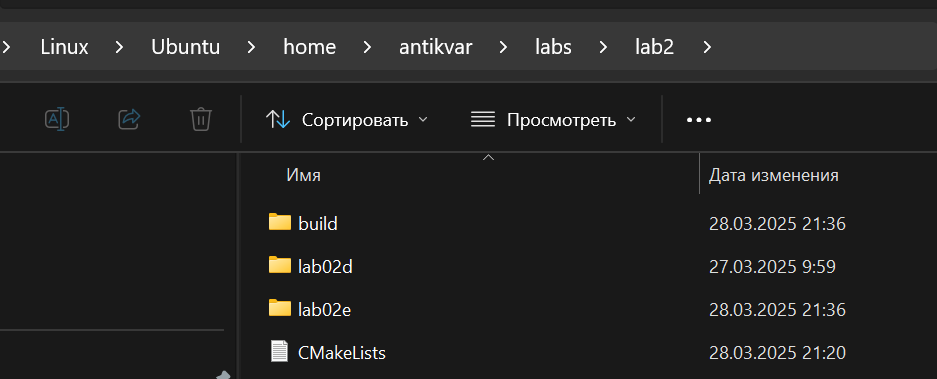 Linux > Ubuntu > home > antikvar > labs > lab2 >
Сортировать Просмотреть •••
Имя Дата изменения
build 28.03.2025 21:36
lab02d 27.03.2025 9:59
lab02e 28.03.2025 21:36
CMakeLists 28.03.2025 21:20